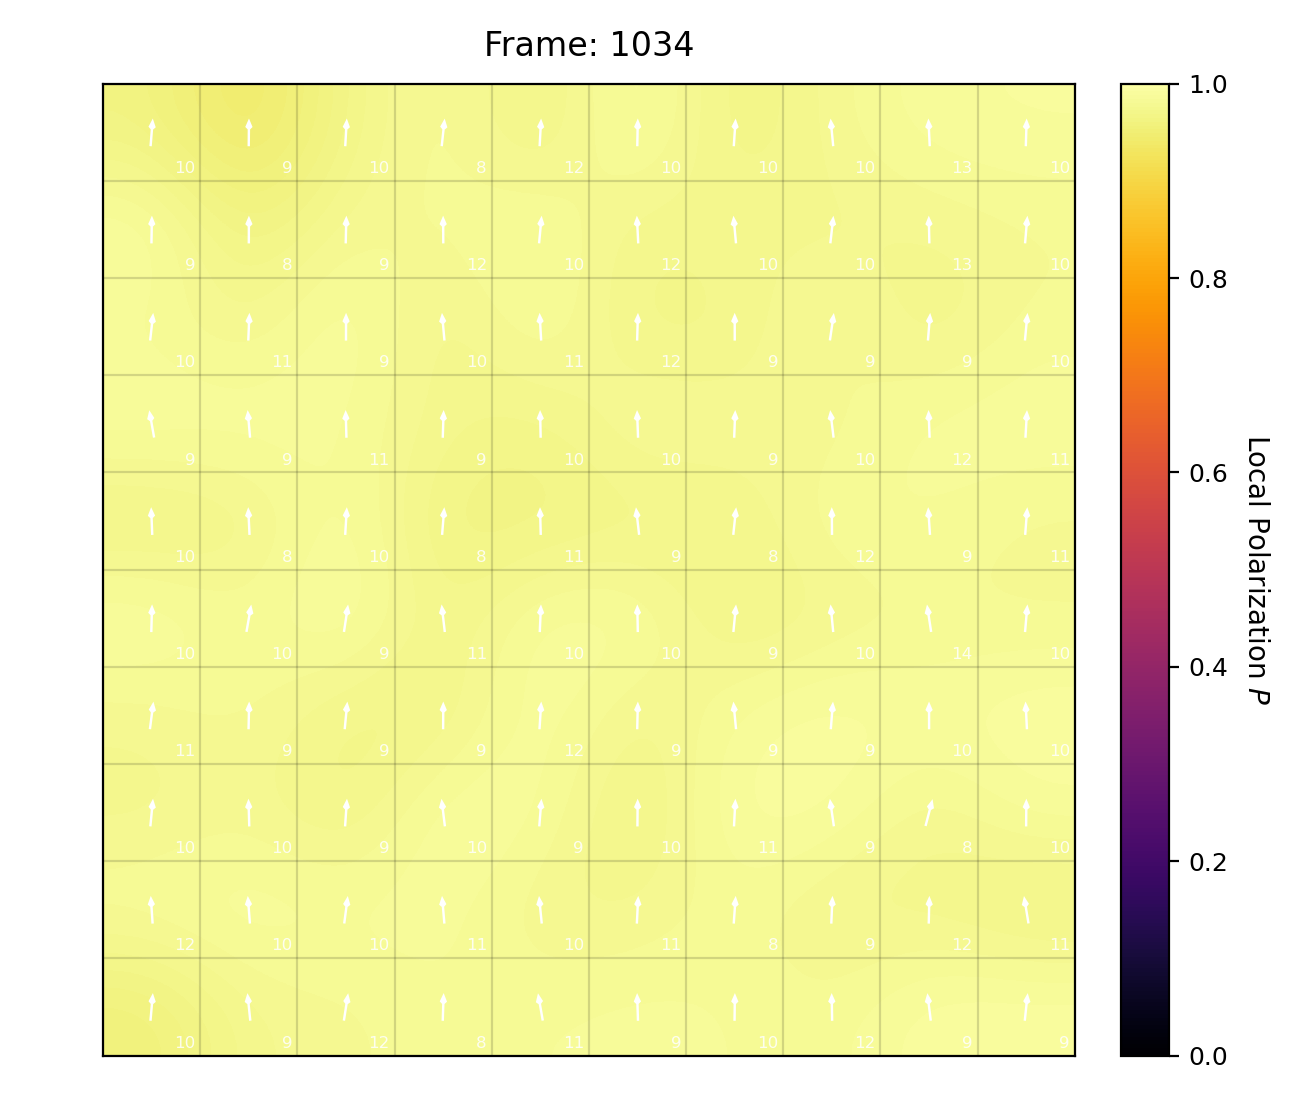 Frame: 1034
10 9 10 8 12 10 10 10 13 10
9 8 9 12 10 12 10 10 13 10
10 11 9 10 11 12 9 9 9 10
9 9 11 9 10 10 9 10 12 11
10 8 10 8 11 9 8 12 9 11
10 10 9 11 10 10 9 10 14 10
11 9 9 9 12 9 9 9 10 10
10 10 9 10 9 10 11 9 8 10
12 10 10 11 10 11 8 9 12 11
10 9 12 8 11 9 10 12 9 9
1.0
0.8
0.6
0.4
0.2
0.0
Local Polarization P